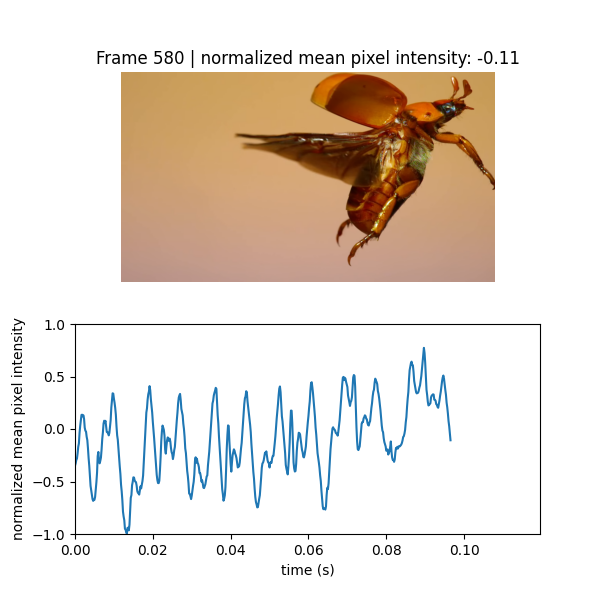 Frame 580 | normalized mean pixel intensity: -0.11
normalized mean pixel intensity
1.0
0.5
0.0
−0.5
−1.0
0.00 0.02 0.04 0.06 0.08 0.10
time (s)